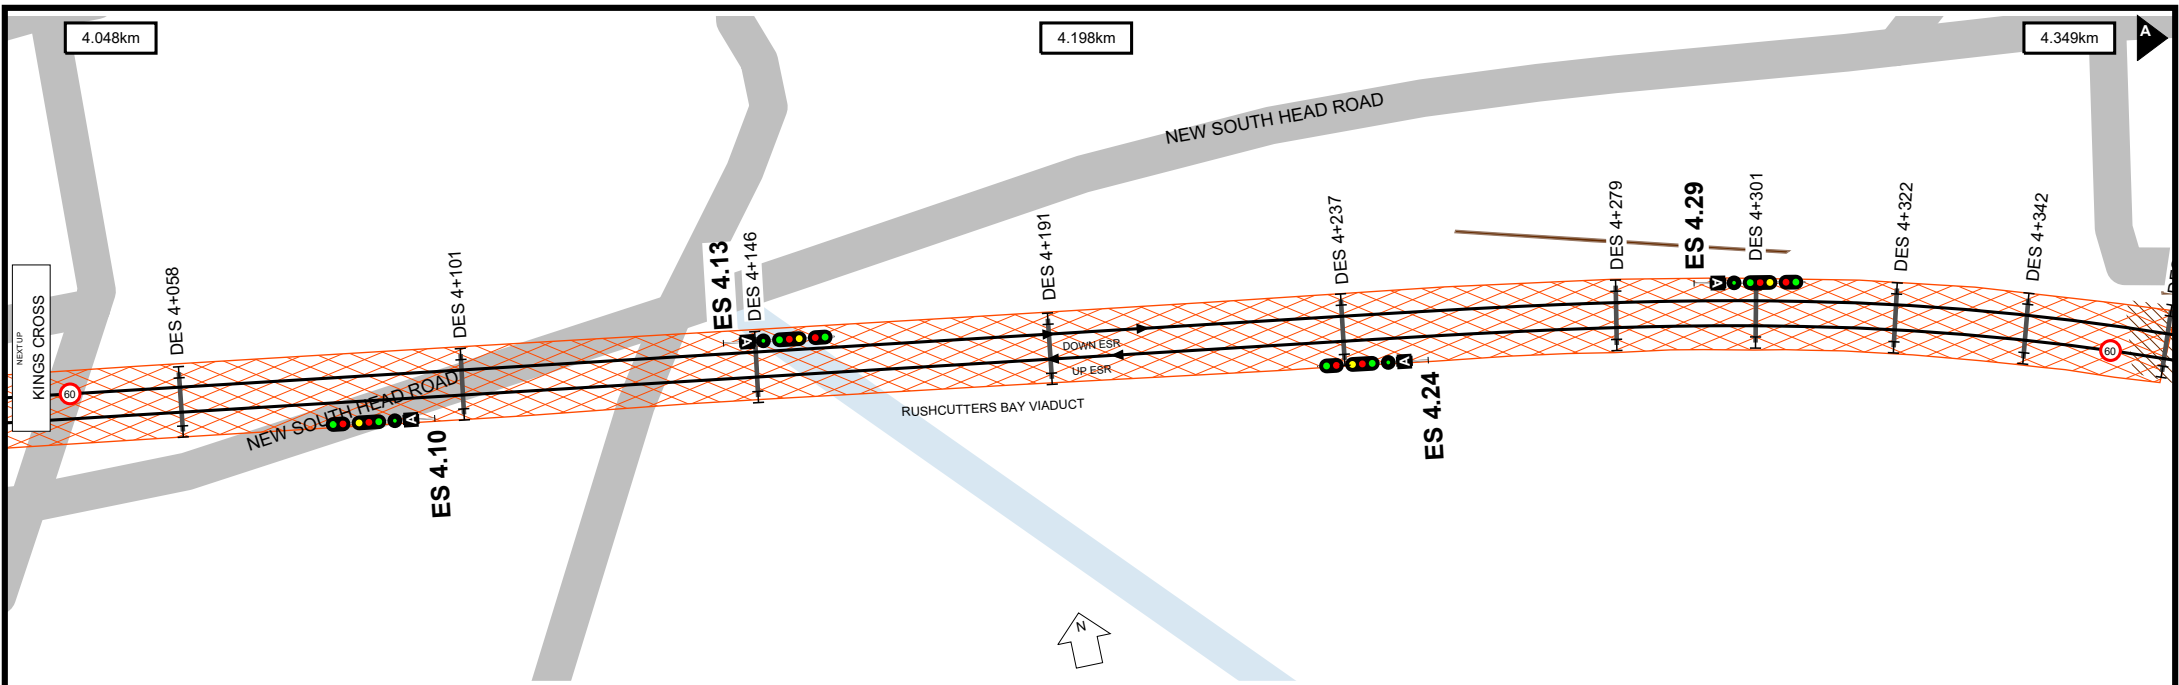 4.048km
4.198km
4.349km
A
NEW SOUTH HEAD ROAD
NEXT UP
KINGS CROSS
60
DES 4+058
DES 4+101
ES 4.13
DES 4+146
DES 4+191
DES 4+237
DES 4+279
ES 4.29
DES 4+301
DES 4+322
DES 4+342
DES
A
A
DOWN ESR
UP ESR
60
NEW SOUTH HEAD ROAD
A
A
ES 4.10
RUSHCUTTERS BAY VIADUCT
ES 4.24
N